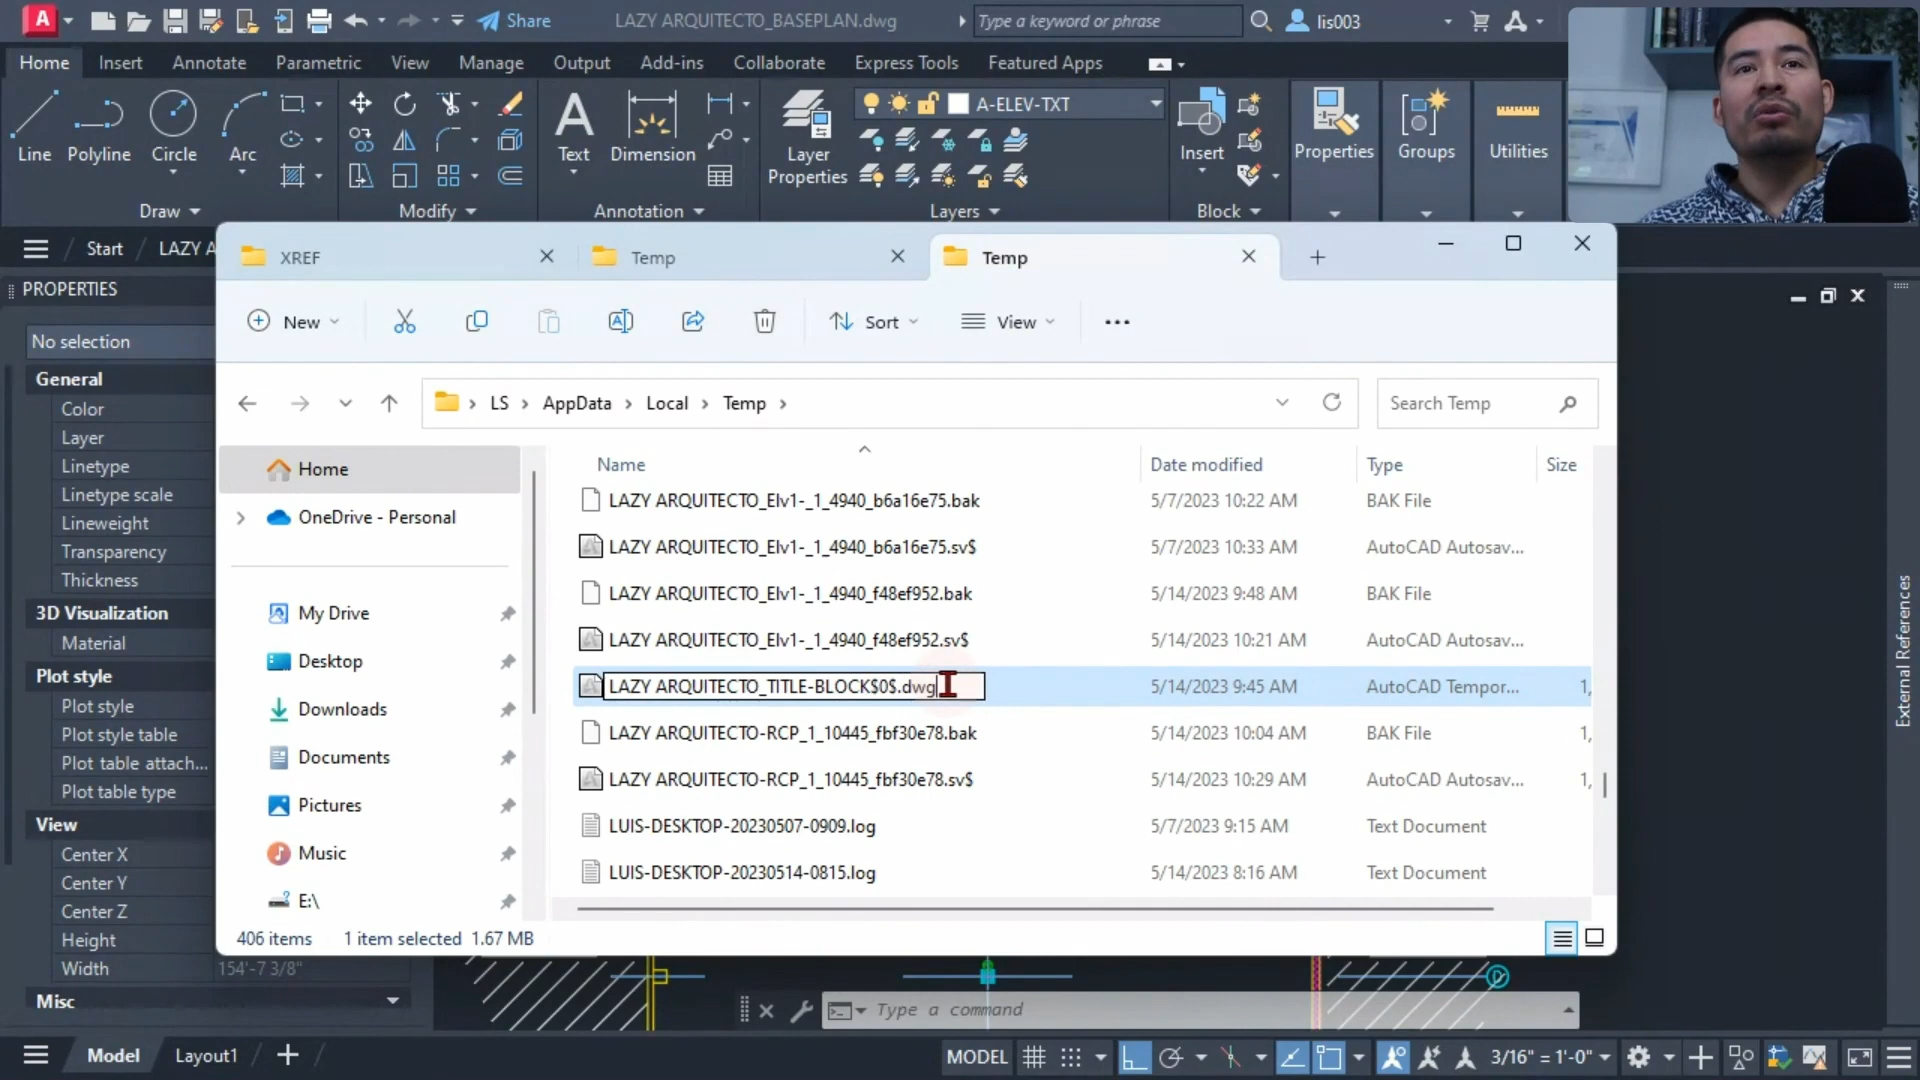 A
Share
LAZY ARQUITECTO_BASEPLAN.dwg
Type a keyword or phrase
lis003
Home
Insert
Annotate
Parametric
View
Manage
Output
Add-ins
Collaborate
Express Tools
Featured Apps
A-ELEV-TXT
Line
Polyline
Circle
Arc
Text
Dimension
Layer
Properties
Insert
Properties
Groups
Utilities
Draw
Modify
Annotation
Layers
Block
Start
LAZY A
XREF
Temp
Temp
PROPERTIES
No selection
General
Color
Layer
Linetype
Linetype scale
Lineweight
Transparency
Thickness
3D Visualization
Material
Plot style
Plot style
Plot style table
Plot table attach...
Plot table type
View
Center X
Center Y
Center Z
Height
Width
154'-7 3/8"
Misc
New
Sort
View
LS > AppData > Local > Temp >
Search Temp
Home
OneDrive - Personal
My Drive
Desktop
Downloads
Documents
Pictures
Music
E:\
Name
Date modified
Type
Size
LAZY ARQUITECTO_Elv1-_1_4940_b6a16e75.bak 5/7/2023 10:22 AM BAK File
LAZY ARQUITECTO_Elv1-_1_4940_b6a16e75.sv$ 5/7/2023 10:33 AM AutoCAD Autosav...
LAZY ARQUITECTO_Elv1-_1_4940_f48ef952.bak 5/14/2023 9:48 AM BAK File
LAZY ARQUITECTO_Elv1-_1_4940_f48ef952.sv$ 5/14/2023 10:21 AM AutoCAD Autosav...
LAZY ARQUITECTO_TITLE-BLOCK$0$.dwg 5/14/2023 9:45 AM AutoCAD Tempor... 1,
LAZY ARQUITECTO-RCP_1_10445_fbf30e78.bak 5/14/2023 10:04 AM BAK File 1,
LAZY ARQUITECTO-RCP_1_10445_fbf30e78.sv$ 5/14/2023 10:29 AM AutoCAD Autosav... 1,
LUIS-DESKTOP-20230507-0909.log 5/7/2023 9:15 AM Text Document
LUIS-DESKTOP-20230514-0815.log 5/14/2023 8:16 AM Text Document
406 items 1 item selected 1.67 MB
External References
D
Type a command
Model
Layout1
MODEL
3/16" = 1'-0"